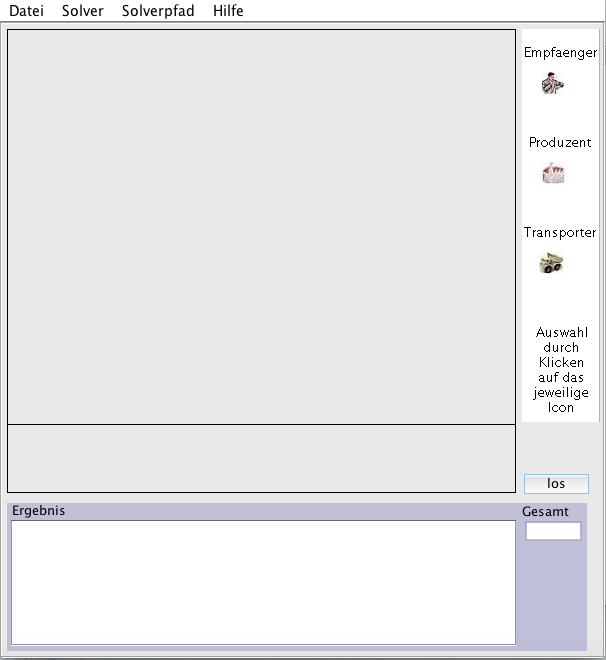 Datei Solver Solverpfad Hilfe
Empfaenger
Produzent
Transporter
Auswahl
durch
Klicken
auf das
jeweilige
Icon
los
Ergebnis
Gesamt